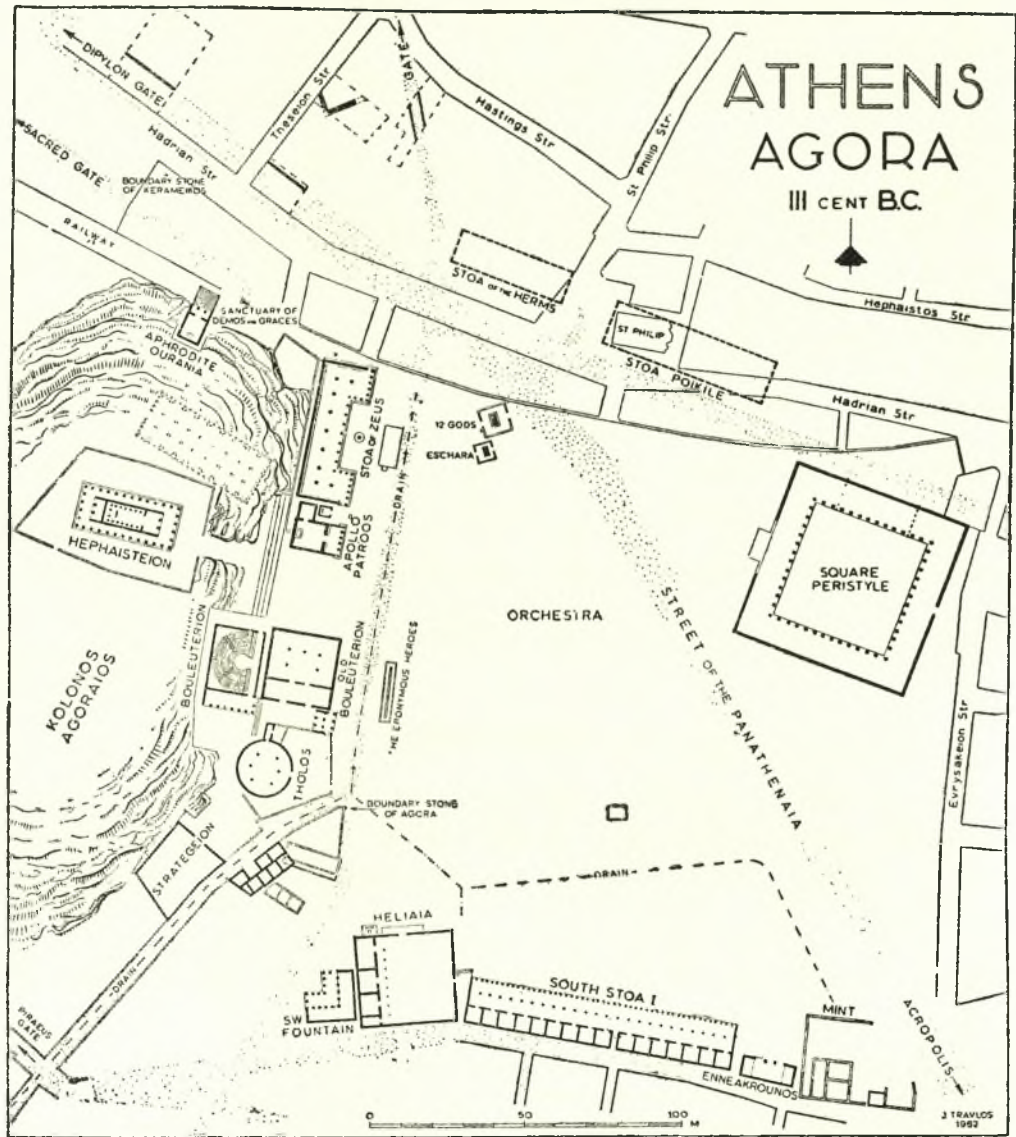 ATHENS
AGORA
III CENT B.C.
DIPYLON GATE
SACRED GATE
Hadrian Str
Theseion Str
GATE
Hastings Str
St Philip Str
BOUNDARY STONE
OF KERAMEIKOS
RAILWAY
STOA OF THE HERMS
Hephaistos Str
SANCTUARY OF
DEMOS AND GRACES
APHRODITE
OURANIA
ST PHILIP
STOA POIKILE
Hadrian Str
STOA OF ZEUS
12 GODS
ESCHARA
DRAIN
HEPHAISTEION
APOLLO
PATROOS
SQUARE
PERISTYLE
ORCHESTRA
STREET OF THE PANATHENAIA
KOLONOS
AGORAIOS
BOULEUTERION
OLD
BOULEUTERION
THE EPONYMOUS HEROES
THOLOS
Evrysakeion Str
BOUNDARY STONE
OF AGORA
STRATEGEION
DRAIN
DRAIN
HELIAIA
SOUTH STOA I
SW
FOUNTAIN
MINT
ACROPOLIS
PIRAEUS
GATE
ENNEAKROUNOS
0 50 100
M
J. TRAVLOS
1962